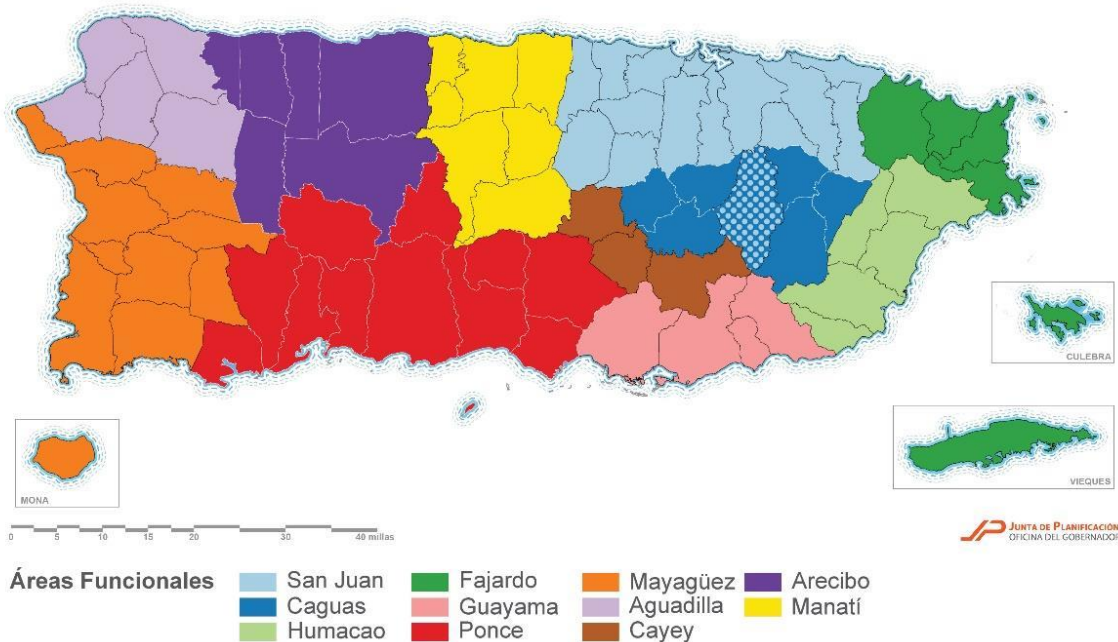 CULEBRA
MONA
VIEQUES
0 5 10 15 20 30 40 millas
JP JUNTA DE PLANIFICACIÓN
OFICINA DEL GOBERNADOR
Áreas Funcionales
San Juan Fajardo Mayagüez Arecibo
Caguas Guayama Aguadilla Manatí
Humacao Ponce Cayey